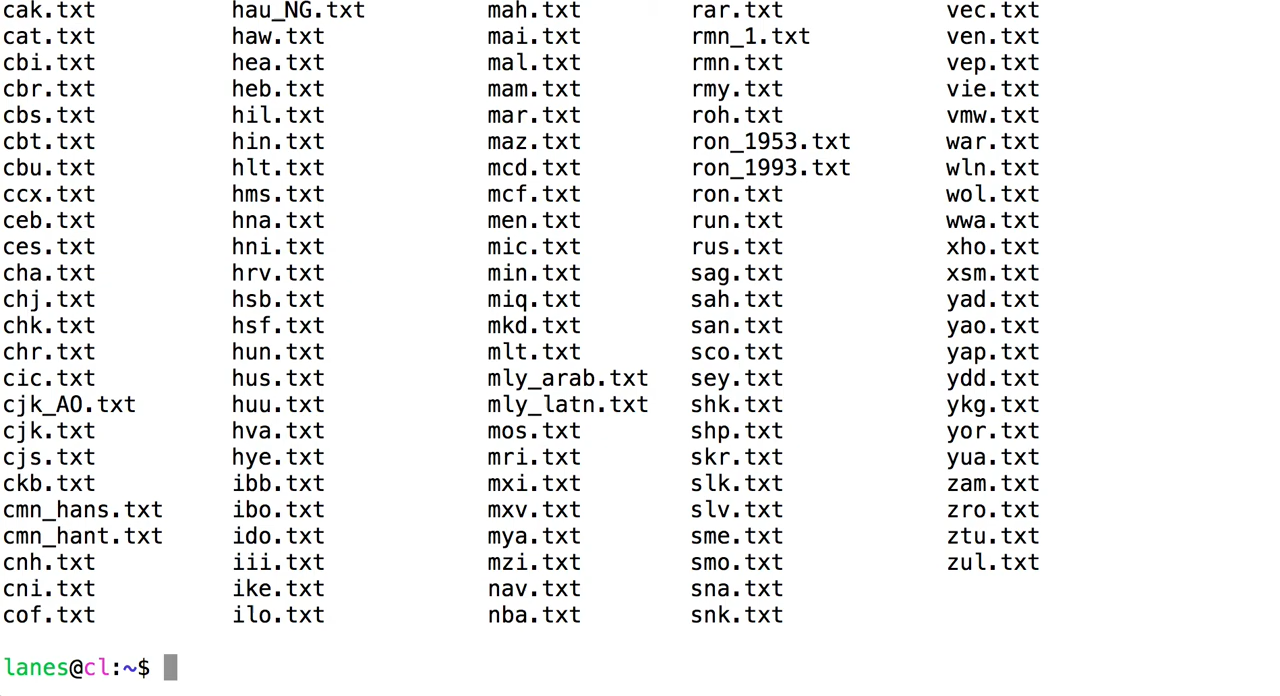 cak.txt hau_NG.txt mah.txt rar.txt vec.txt
cat.txt haw.txt mai.txt rmn_1.txt ven.txt
cbi.txt hea.txt mal.txt rmn.txt vep.txt
cbr.txt heb.txt mam.txt rmy.txt vie.txt
cbs.txt hil.txt mar.txt roh.txt vmw.txt
cbt.txt hin.txt maz.txt ron_1953.txt war.txt
cbu.txt hlt.txt mcd.txt ron_1993.txt wln.txt
ccx.txt hms.txt mcf.txt ron.txt wol.txt
ceb.txt hna.txt men.txt run.txt wwa.txt
ces.txt hni.txt mic.txt rus.txt xho.txt
cha.txt hrv.txt min.txt sag.txt xsm.txt
chj.txt hsb.txt miq.txt sah.txt yad.txt
chk.txt hsf.txt mkd.txt san.txt yao.txt
chr.txt hun.txt mlt.txt sco.txt yap.txt
cic.txt hus.txt mly_arab.txt sey.txt ydd.txt
cjk_AO.txt huu.txt mly_latn.txt shk.txt ykg.txt
cjk.txt hva.txt mos.txt shp.txt yor.txt
cjs.txt hye.txt mri.txt skr.txt yua.txt
ckb.txt ibb.txt mxi.txt slk.txt zam.txt
cmn_hans.txt ibo.txt mxv.txt slv.txt zro.txt
cmn_hant.txt ido.txt mya.txt sme.txt ztu.txt
cnh.txt iii.txt mzi.txt smo.txt zul.txt
cni.txt ike.txt nav.txt sna.txt
cof.txt ilo.txt nba.txt snk.txt
lanes@cl:~$